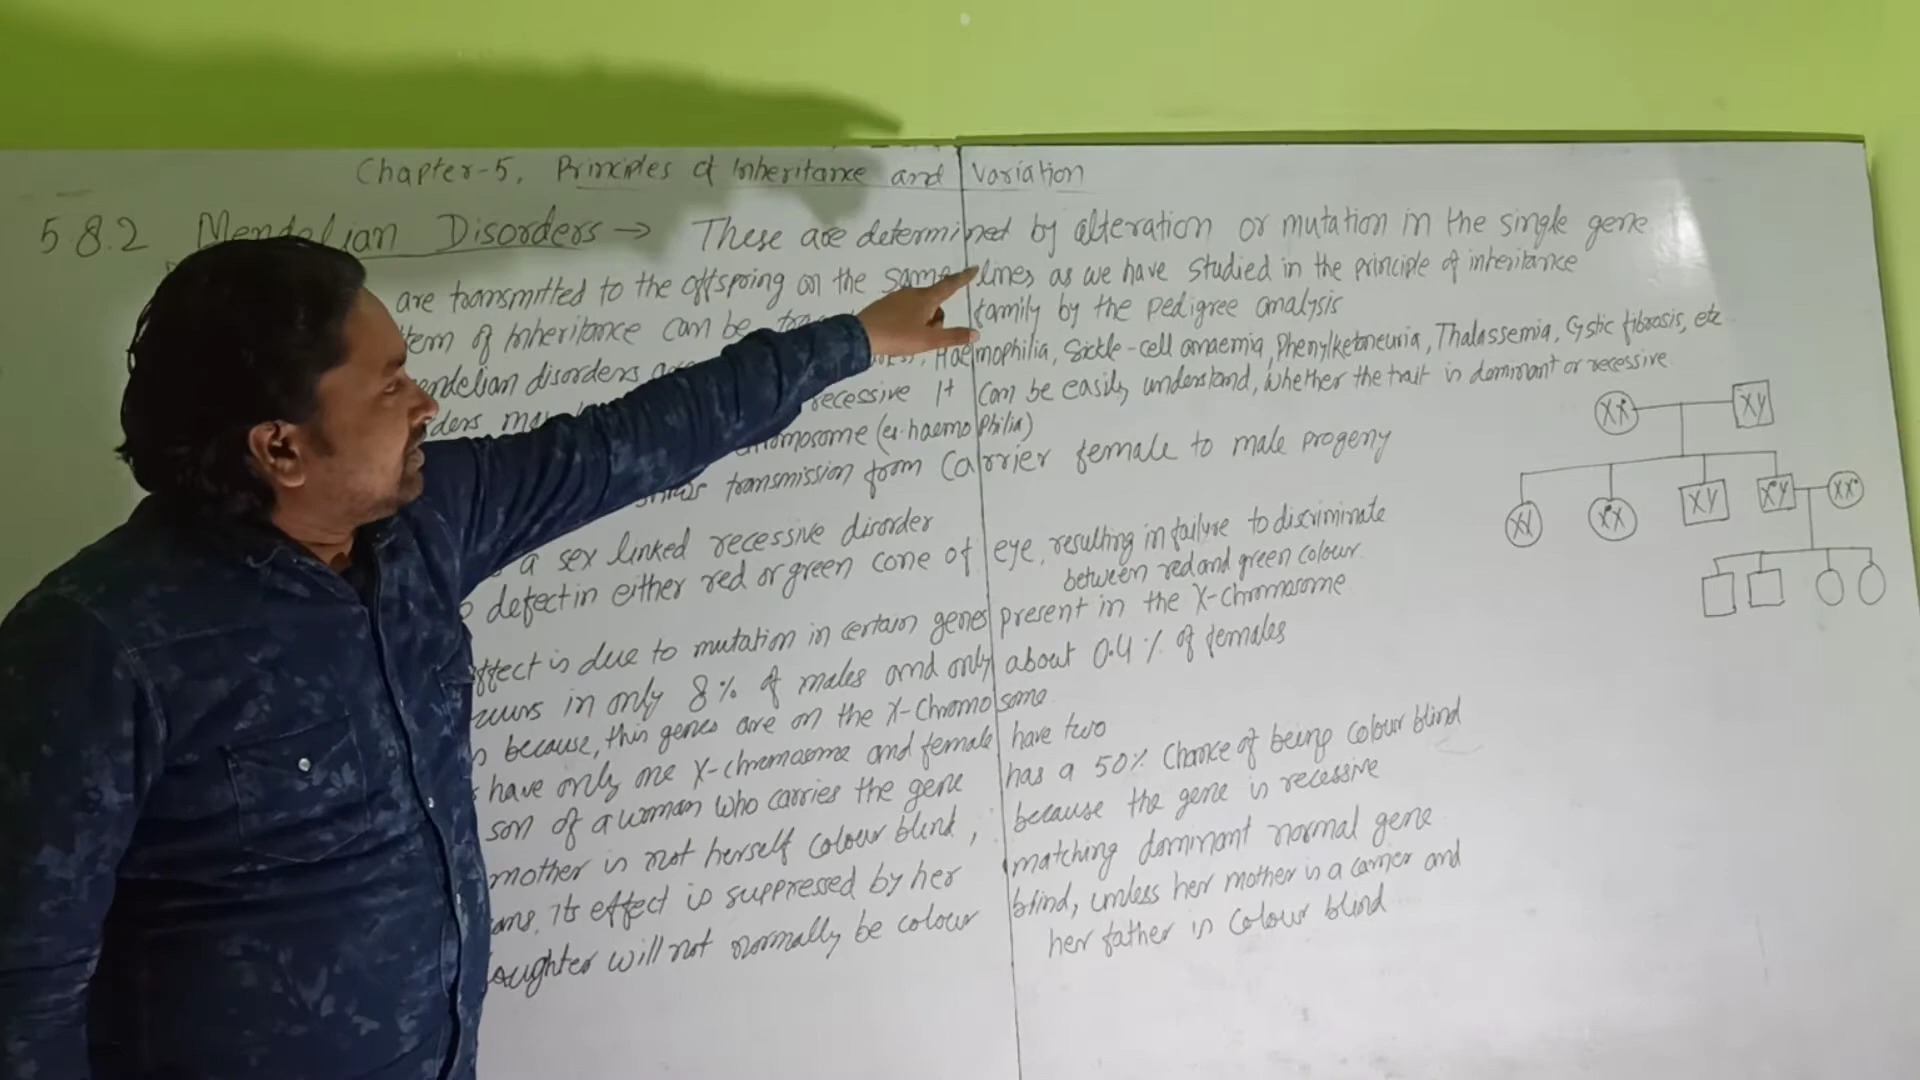 Chapter-5, Principles of Inheritance and Variation
5.8.2 Mendelian Disorders → These are determined by alteration or mutation in the single gene
are transmitted to the offspring on the same lines as we have studied in the principle of inheritance
tern of Inheritance can be family by the pedigree analysis
endelian disorders Haemophilia, Sickle-cell anaemia, Phenylketoneuria, Thalassemia, Cystic fibrosis, etc
recessive It can be easily understand, whether the trait is dominant or recessive
(ex. haemophilia)
transmission from carrier female to male progeny
a sex linked recessive disorder
defect in either red or green cone of eye, resulting in failure to discriminate
between red and green colour.
is due to mutation in certain genes present in the X-chromosome
in only 8% of males and only about 0.4% of females
because, this genes are on the X-chromosome
have only one X-chromosome and female have two
son of a woman who carries the gene has a 50% chance of being colour blind
mother is not herself colour blind, because the gene is recessive
its effect is suppressed by her matching dominant normal gene
aughter will not normally be colour blind, unless her mother is a carrier and
her father is colour blind
XX XY
XX XX XY XY XX